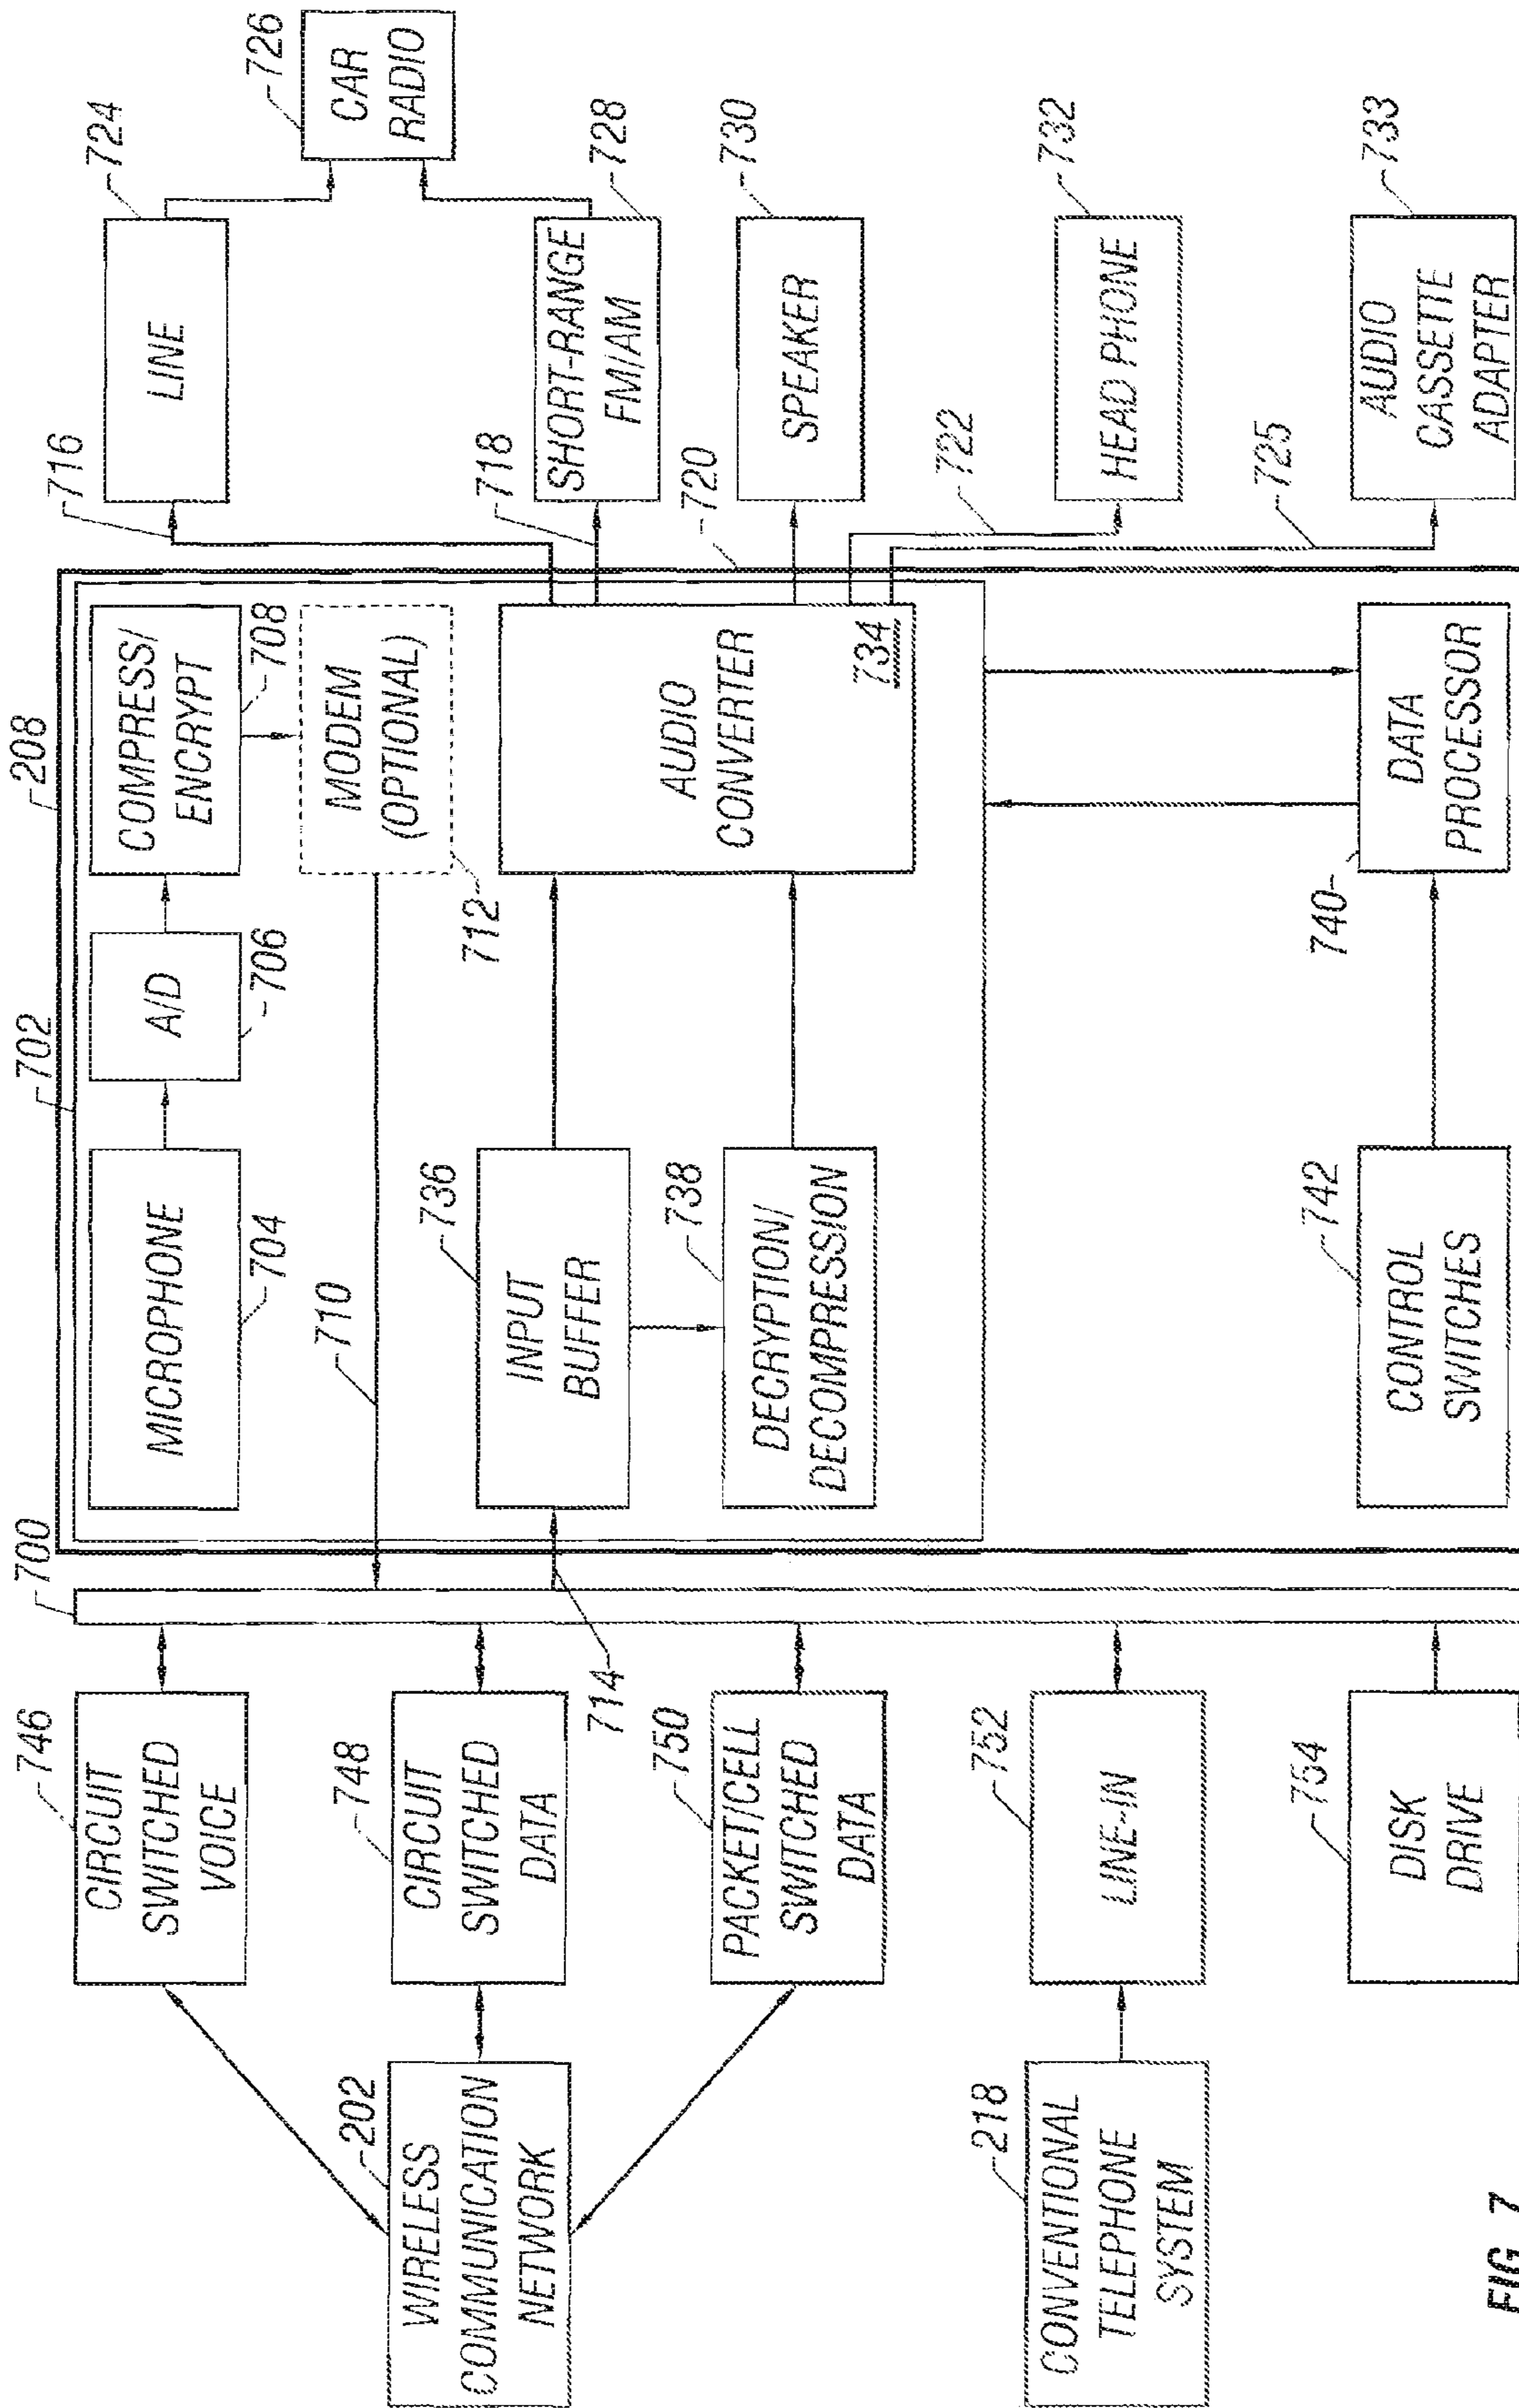 208
702
700
746
CIRCUIT
SWITCHED
VOICE
MICROPHONE
704
A/D
706
COMPRESS/
ENCRYPT
708
716
LINE
724
726
CAR
RADIO
710
MODEM
(OPTIONAL)
712
202
WIRELESS
COMMUNICATION
NETWORK
748
CIRCUIT
SWITCHED
DATA
714
736
INPUT
BUFFER
AUDIO
CONVERTER
734
718
SHORT-RANGE
FM/AM
728
750
PACKET/CELL
SWITCHED
DATA
738
DECRYPTION/
DECOMPRESSION
720
SPEAKER
730
722
HEAD PHONE
732
218
CONVENTIONAL
TELEPHONE
SYSTEM
752
LINE-IN
725
AUDIO
CASSETTE
ADAPTER
733
754
DISK
DRIVE
742
CONTROL
SWITCHES
740
DATA
PROCESSOR
FIG. 7